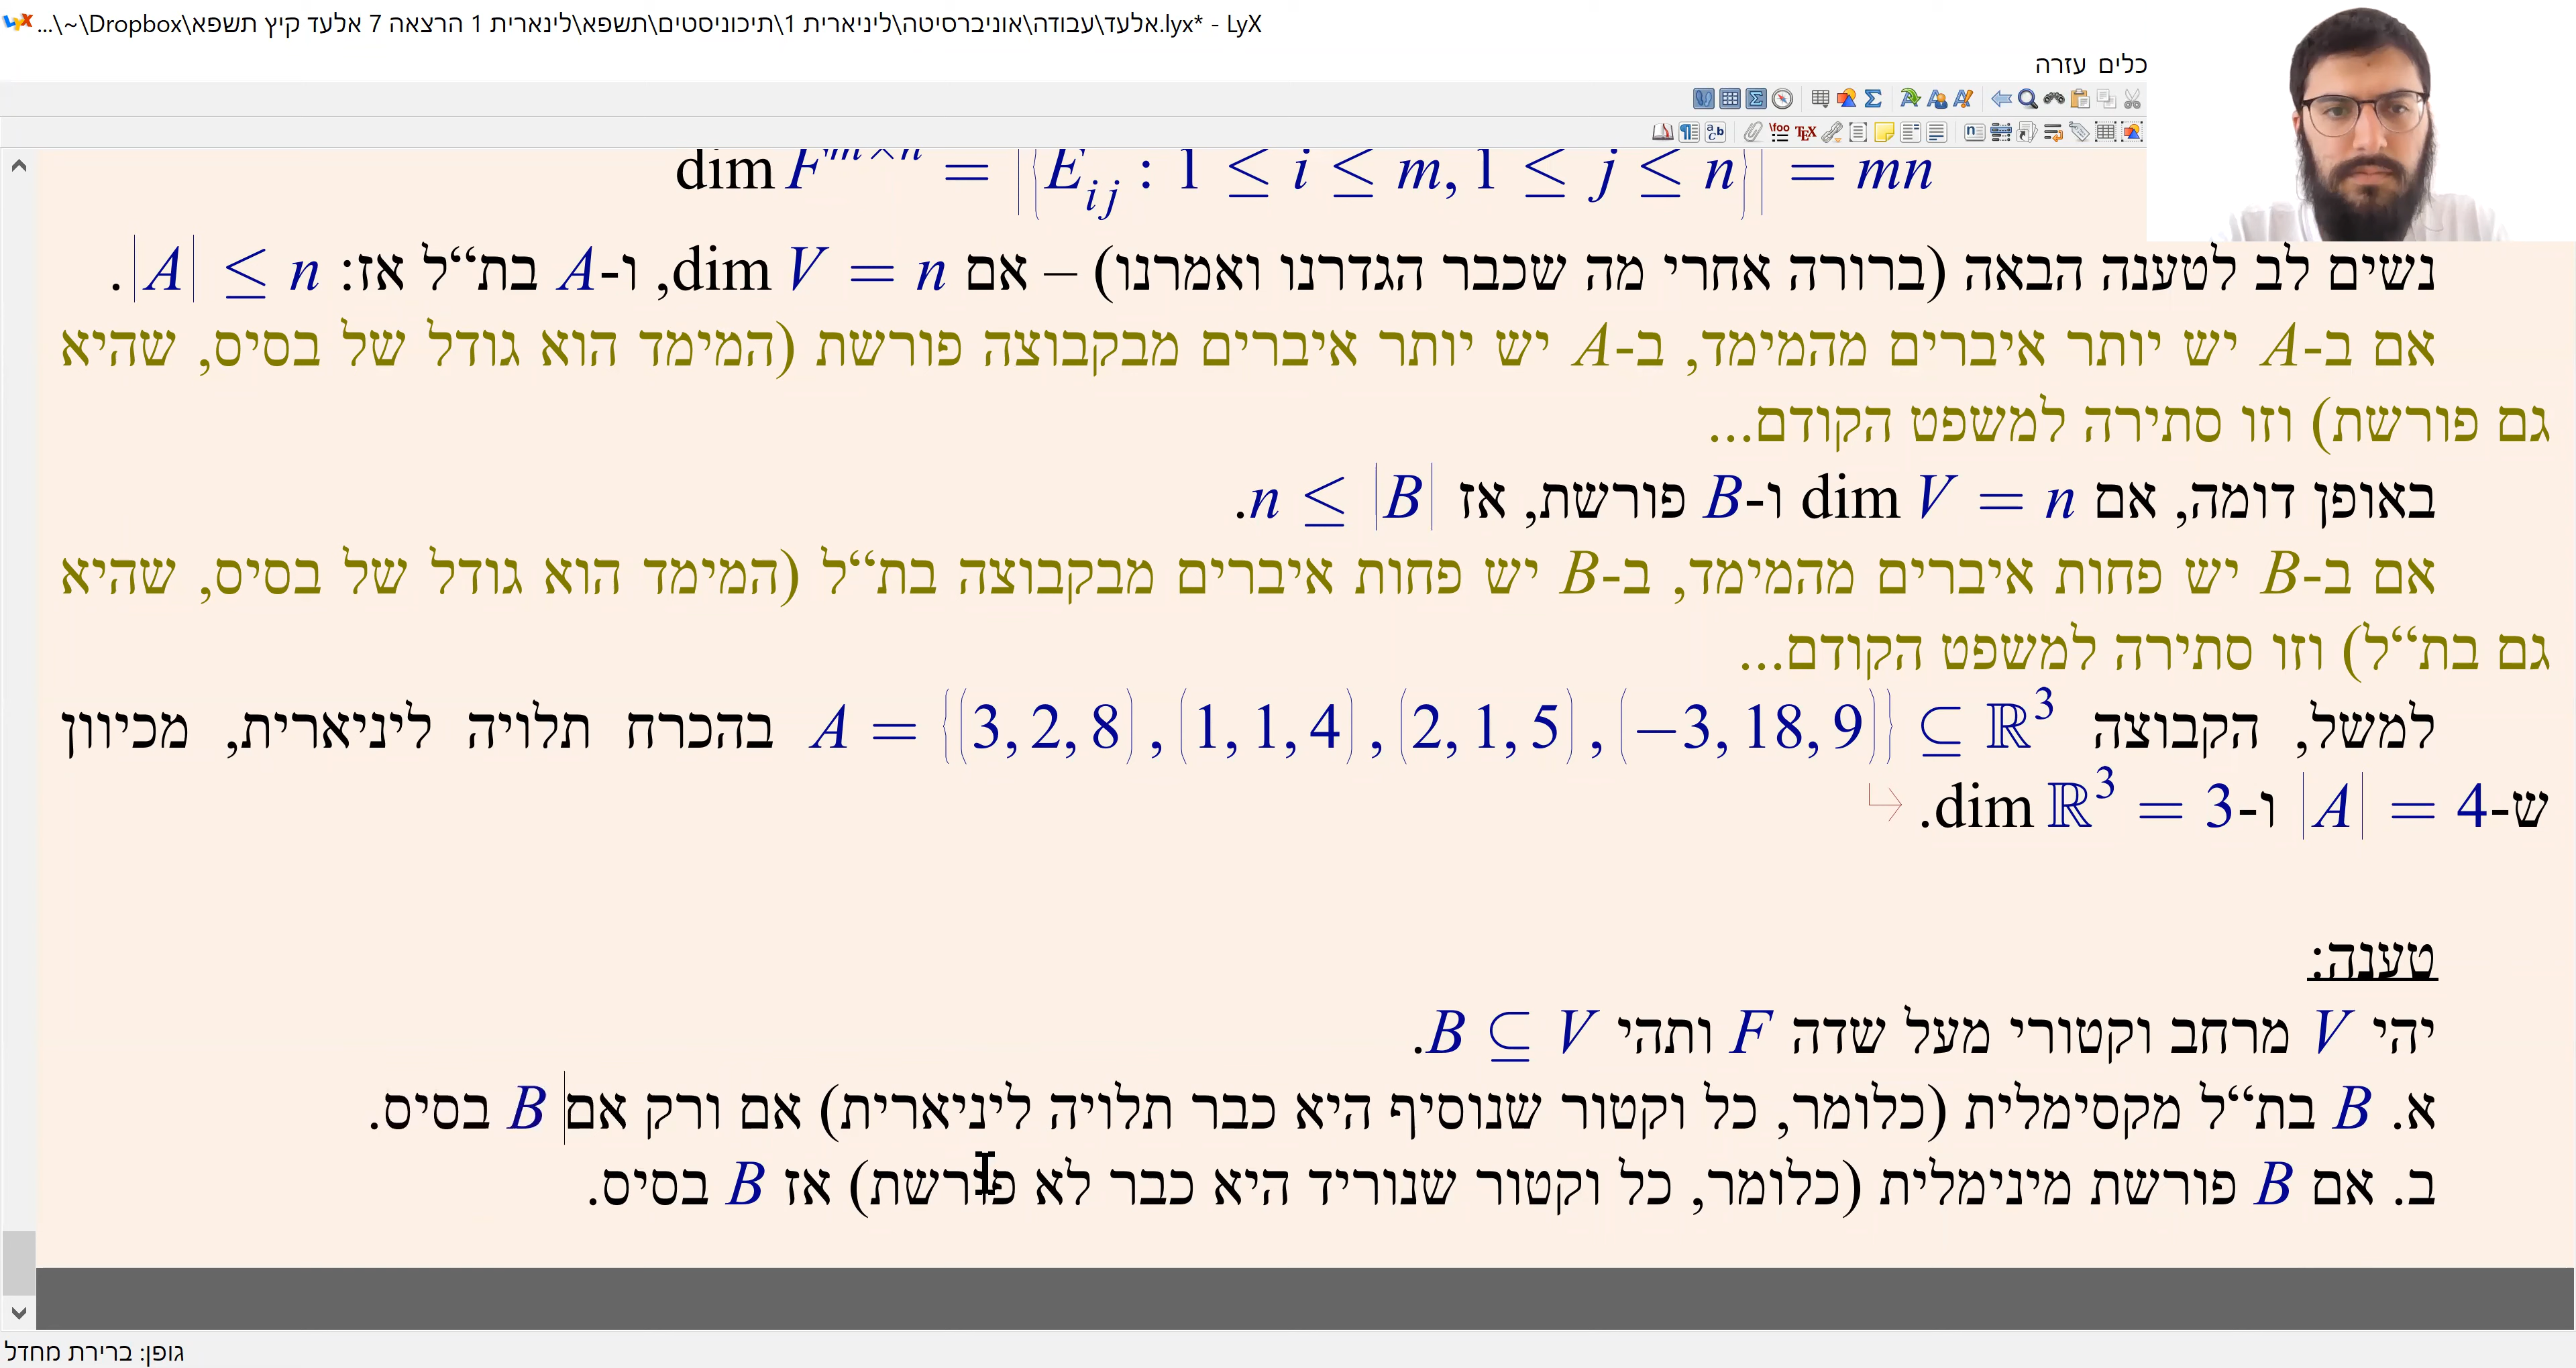 ...\~\Dropbox\אלעד\עבודה\אוניברסיטה\ליניארית 1\תיכוניסטים\תשפא\לינארית 1 הרצאה 7 אלעד קיץ תשפא.lyx* - LyX
כלים עזרה
dim F^{m×n} = |{E_{ij} : 1 ≤ i ≤ m, 1 ≤ j ≤ n}| = mn
נשים לב לטענה הבאה (ברורה אחרי מה שכבר הגדרנו ואמרנו) – אם dim V = n, ו-A בת“ל אז: |A| ≤ n.
אם ב-A יש יותר איברים מהמימד, ב-A יש יותר איברים מבקבוצה פורשת (המימד הוא גודל של בסיס, שהיא
גם פורשת) וזו סתירה למשפט הקודם...
באופן דומה, אם dim V = n ו-B פורשת, אז n ≤ |B|.
אם ב-B יש פחות איברים מהמימד, ב-B יש פחות איברים מבקבוצה בת“ל (המימד הוא גודל של בסיס, שהיא
גם בת“ל) וזו סתירה למשפט הקודם...
למשל, הקבוצה A = {(3, 2, 8), (1, 1, 4), (2, 1, 5), (−3, 18, 9)} ⊆ ℝ³ בהכרח תלויה ליניארית, מכיוון
ש-|A| = 4 ו-dim ℝ³ = 3.
טענה:
יהי V מרחב וקטורי מעל שדה F ותהי B ⊆ V.
א. B בת“ל מקסימלית (כלומר, כל וקטור שנוסיף היא כבר תלויה ליניארית) אם ורק אם B בסיס.
ב. אם B פורשת מינימלית (כלומר, כל וקטור שנוריד היא כבר לא פורשת) אז B בסיס.
גופן: ברירת מחדל